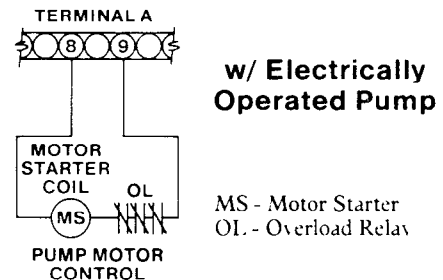 TERMINAL A
8 9
w/ Electrically
Operated Pump
MOTOR
STARTER
COIL
OL
MS
MS - Motor Starter
OL - Overload Relay
PUMP MOTOR
CONTROL